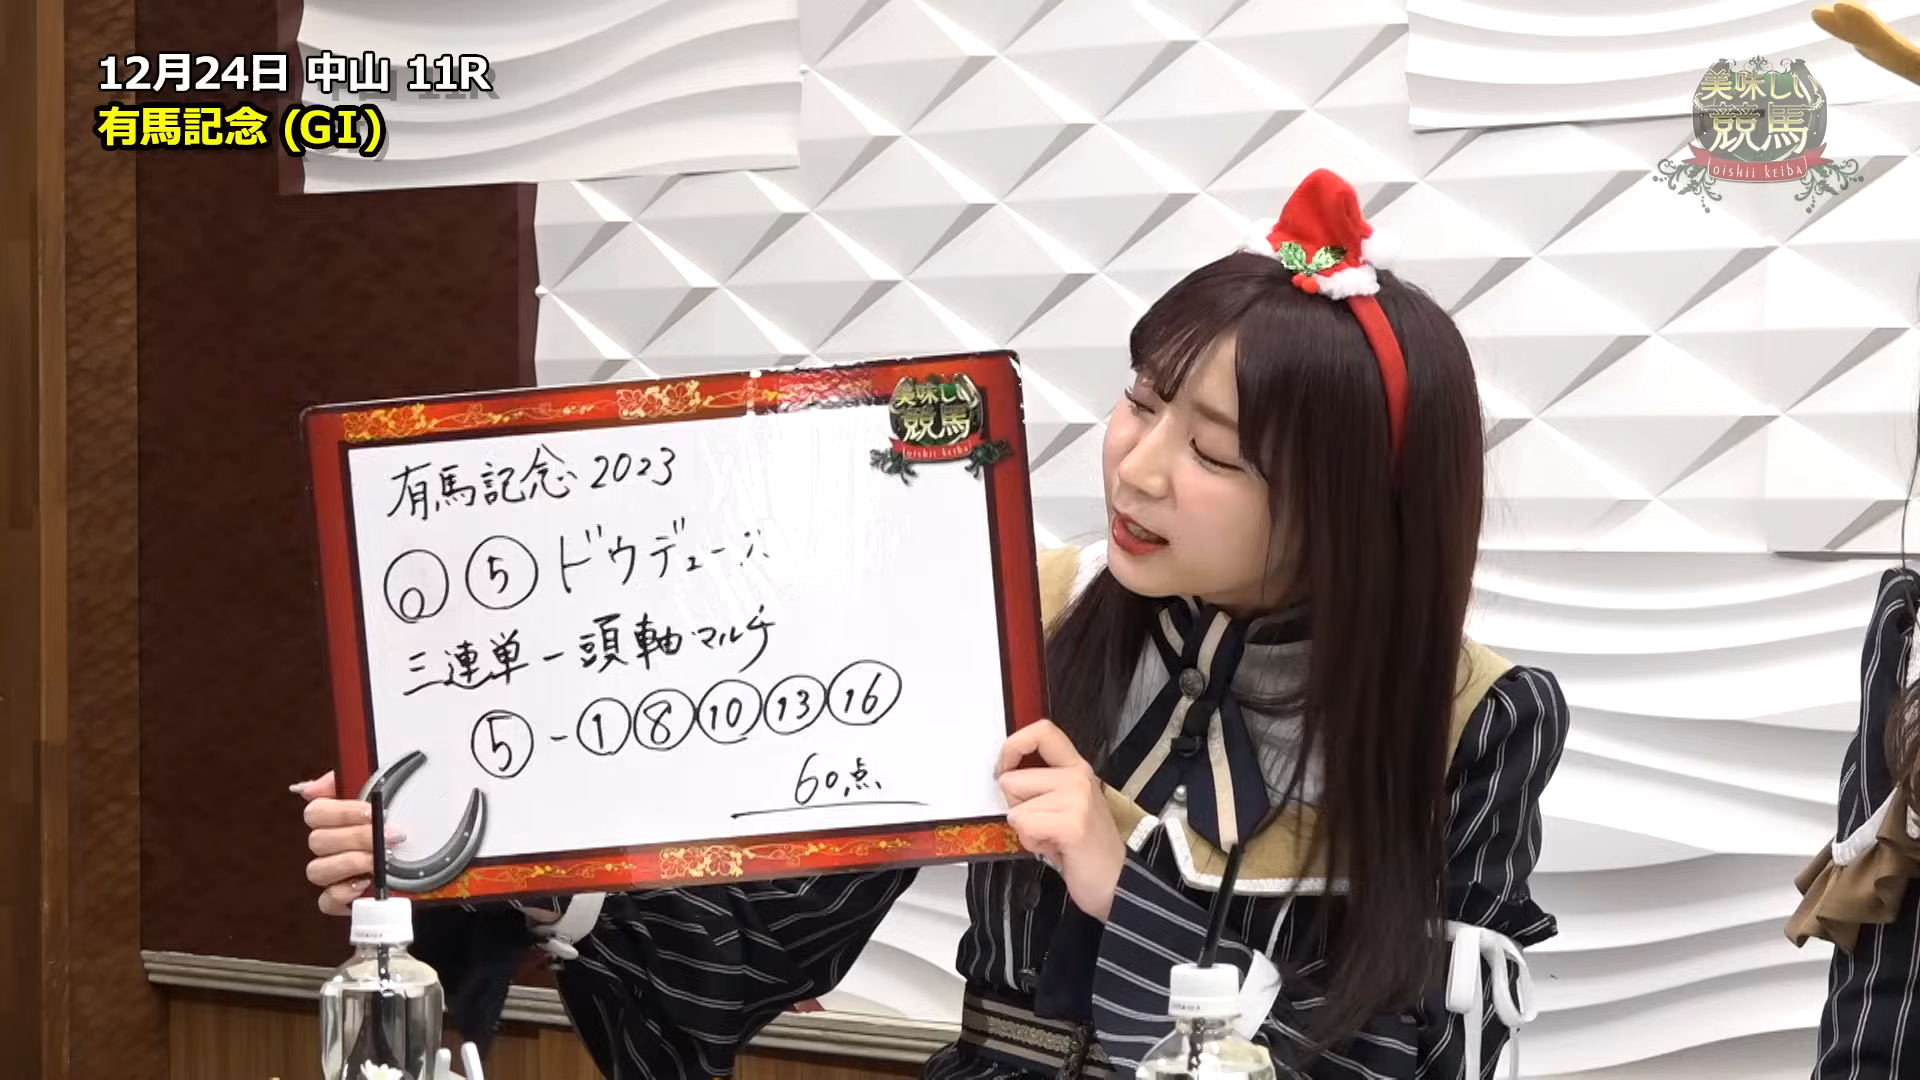 12月24日 中山 11R
有馬記念 (GI)
美味しい
競馬
oishii keiba
美味しい
競馬
oishii keiba
有馬記念 2023
◎ ⑤ ドウデュース
三連単一頭軸マルチ
⑤-①⑧⑩⑬⑯
60点